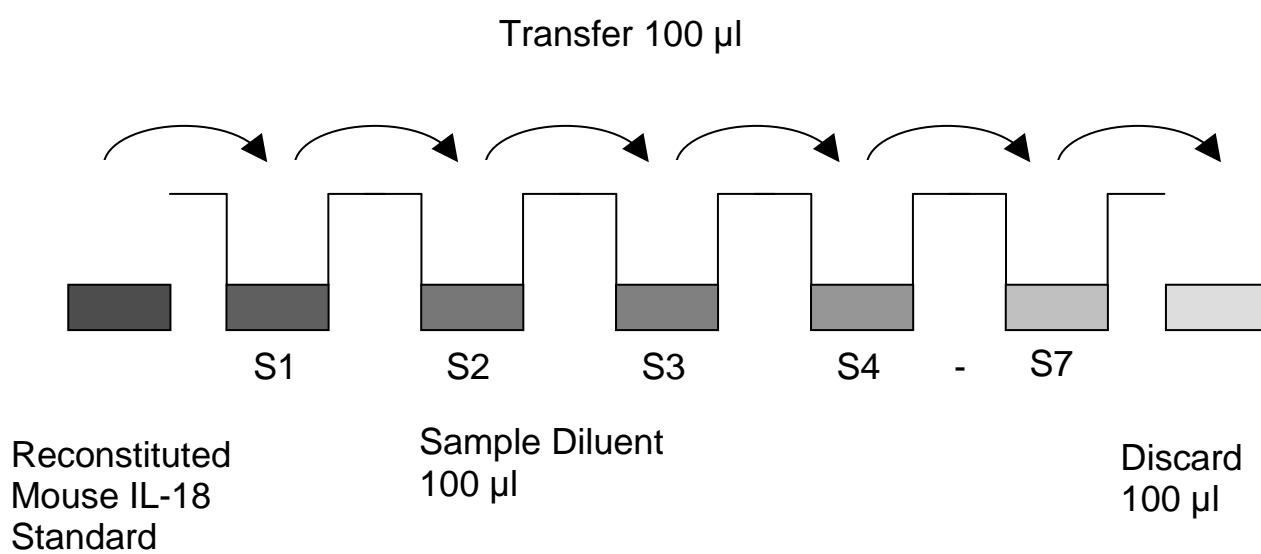 Transfer 100 µl
S1 S2 S3 S4 - S7
Reconstituted
Mouse IL-18
Standard
Sample Diluent
100 µl
Discard
100 µl